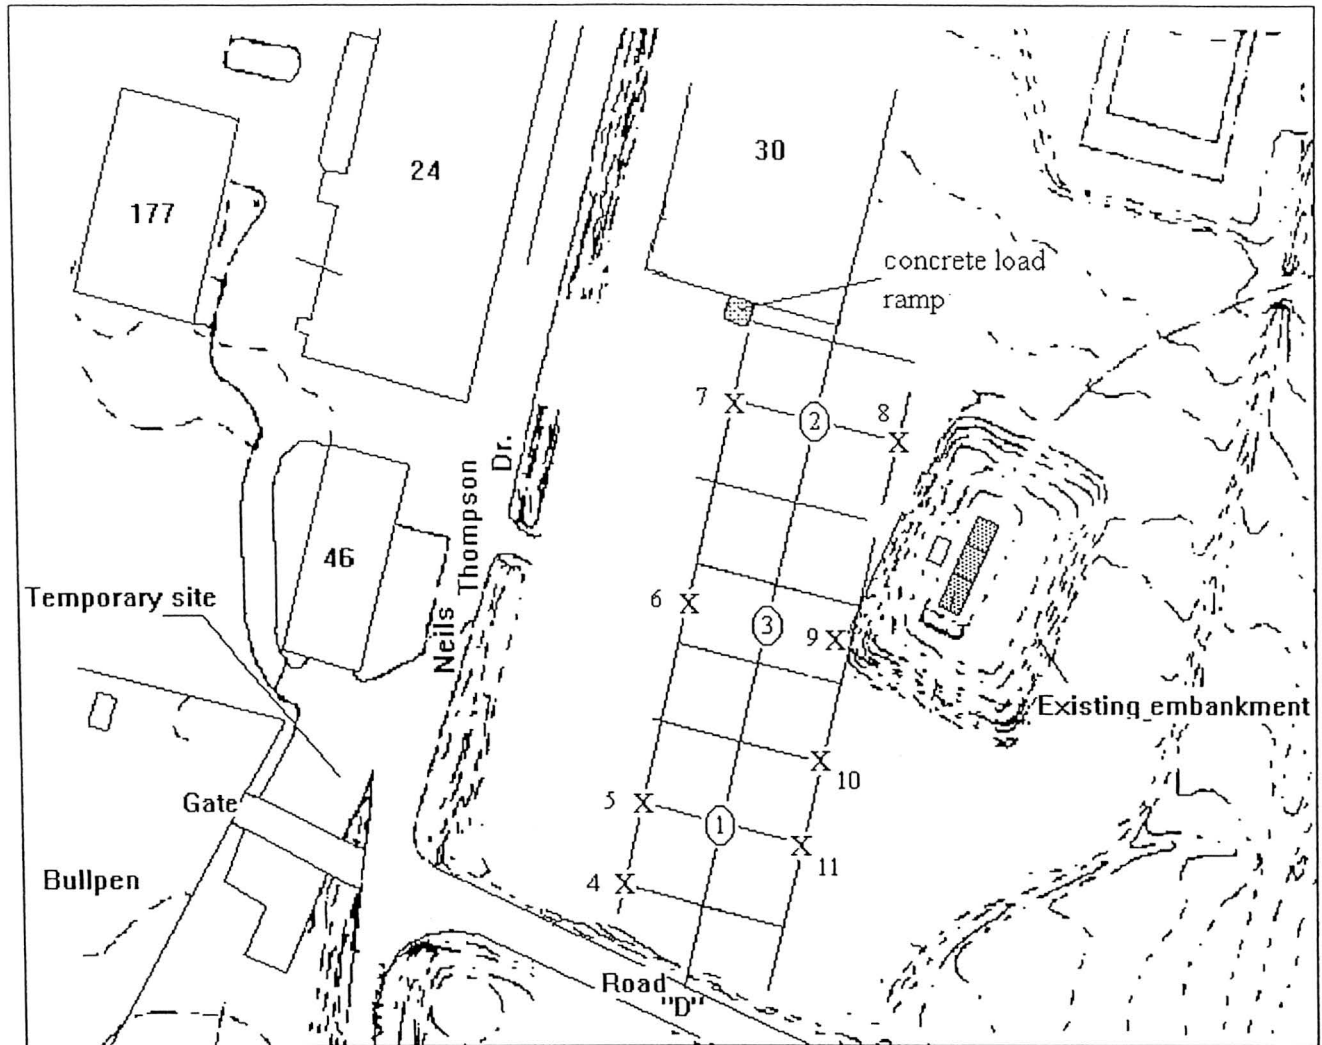 30
24
177
concrete load
ramp
7
2
8
Neils Thompson Dr.
46
Temporary site
6
3
9
Existing embankment
10
5
Gate
1
11
Bullpen
4
Road
"D"